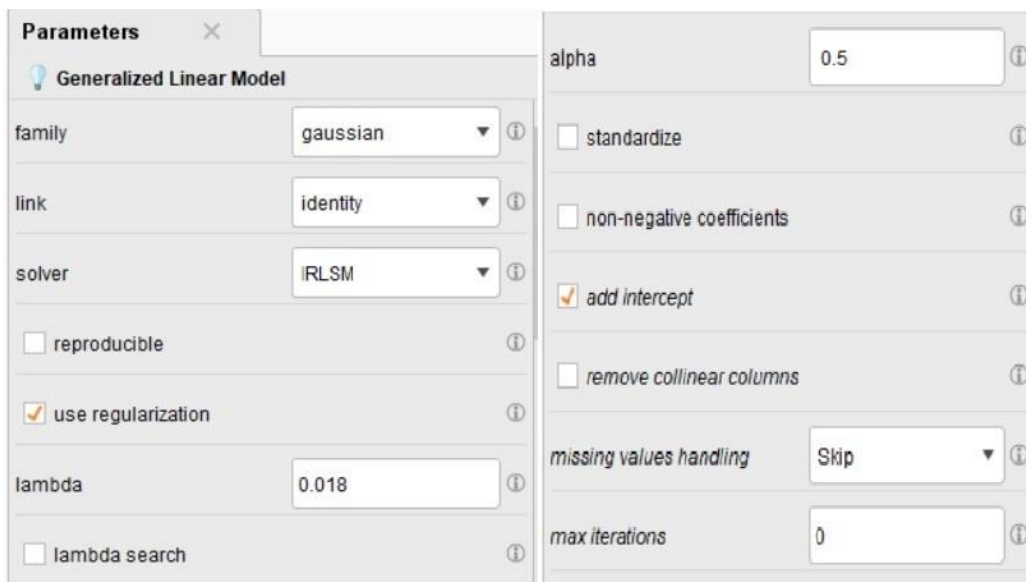 Parameters
Generalized Linear Model
family gaussian
link identity
solver IRLSM
reproducible
use regularization
lambda 0.018
lambda search
alpha 0.5
standardize
non-negative coefficients
add intercept
remove collinear columns
missing values handling Skip
max iterations 0